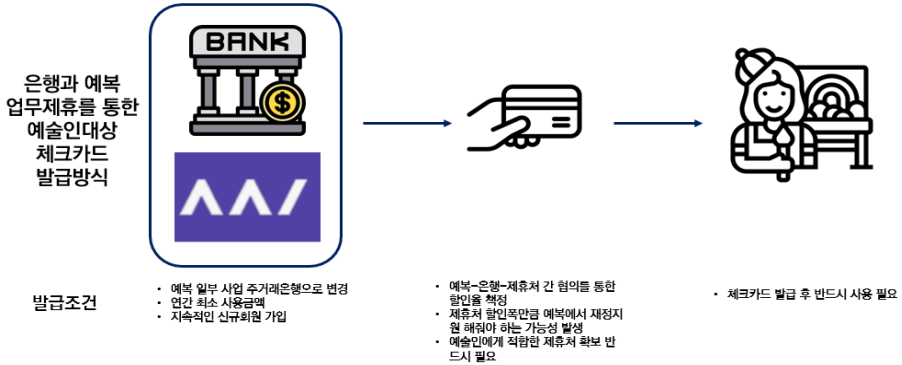 BANK
은행과 예복
업무제휴를 통한
예술인대상
체크카드
발급방식
발급조건
• 예복 일부 사업 주거래은행으로 변경
• 연간 최소 사용금액
• 지속적인 신규회원 가입
• 예복-은행-제휴처 간 협의를 통한
할인율 책정
• 제휴처 할인폭만큼 예복에서 재정지
원 해줘야 하는 가능성 발생
• 예술인에게 적합한 제휴처 확보 반
드시 필요
• 체크카드 발급 후 반드시 사용 필요